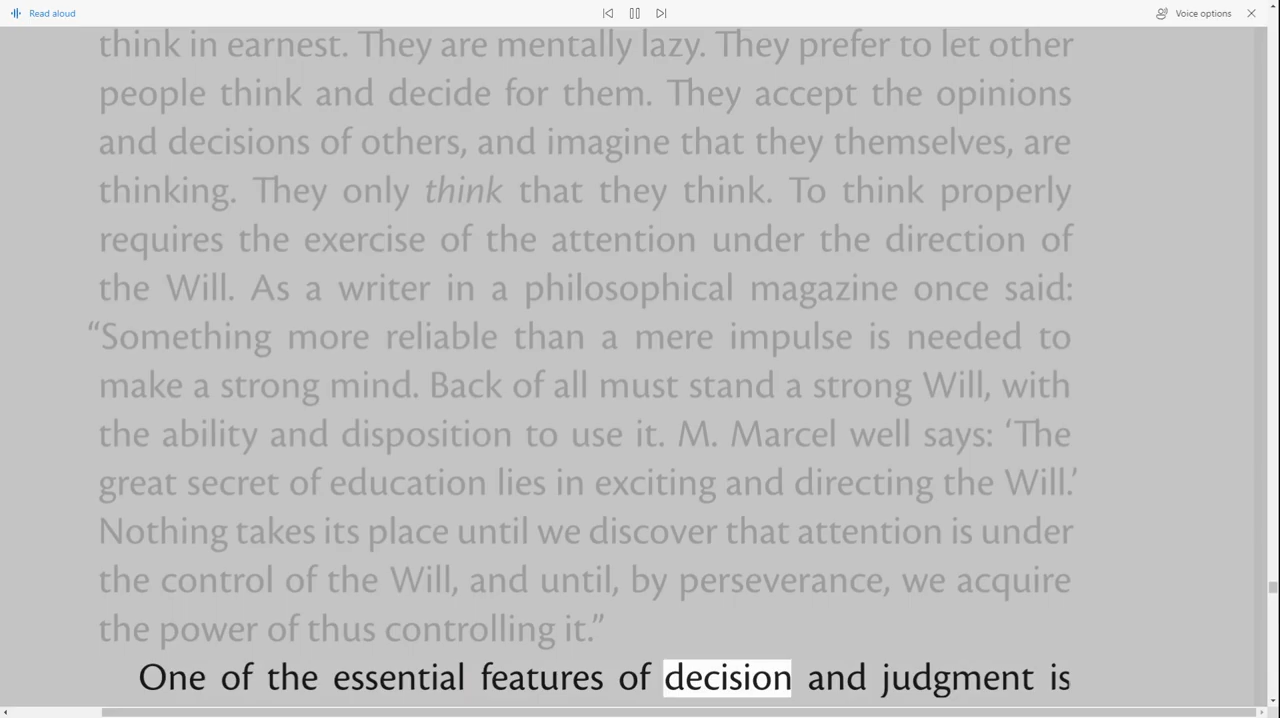 Read aloud
Voice options
think in earnest. They are mentally lazy. They prefer to let other
people think and decide for them. They accept the opinions
and decisions of others, and imagine that they themselves, are
thinking. They only think that they think. To think properly
requires the exercise of the attention under the direction of
the Will. As a writer in a philosophical magazine once said:
“Something more reliable than a mere impulse is needed to
make a strong mind. Back of all must stand a strong Will, with
the ability and disposition to use it. M. Marcel well says: ‘The
great secret of education lies in exciting and directing the Will.’
Nothing takes its place until we discover that attention is under
the control of the Will, and until, by perseverance, we acquire
the power of thus controlling it.”
One of the essential features of decision and judgment is